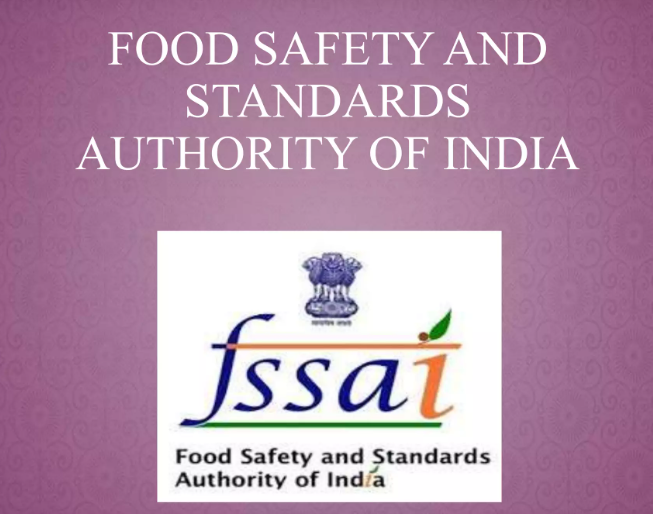 FOOD SAFETY AND
STANDARDS
AUTHORITY OF INDIA
fssai
Food Safety and Standards
Authority of India